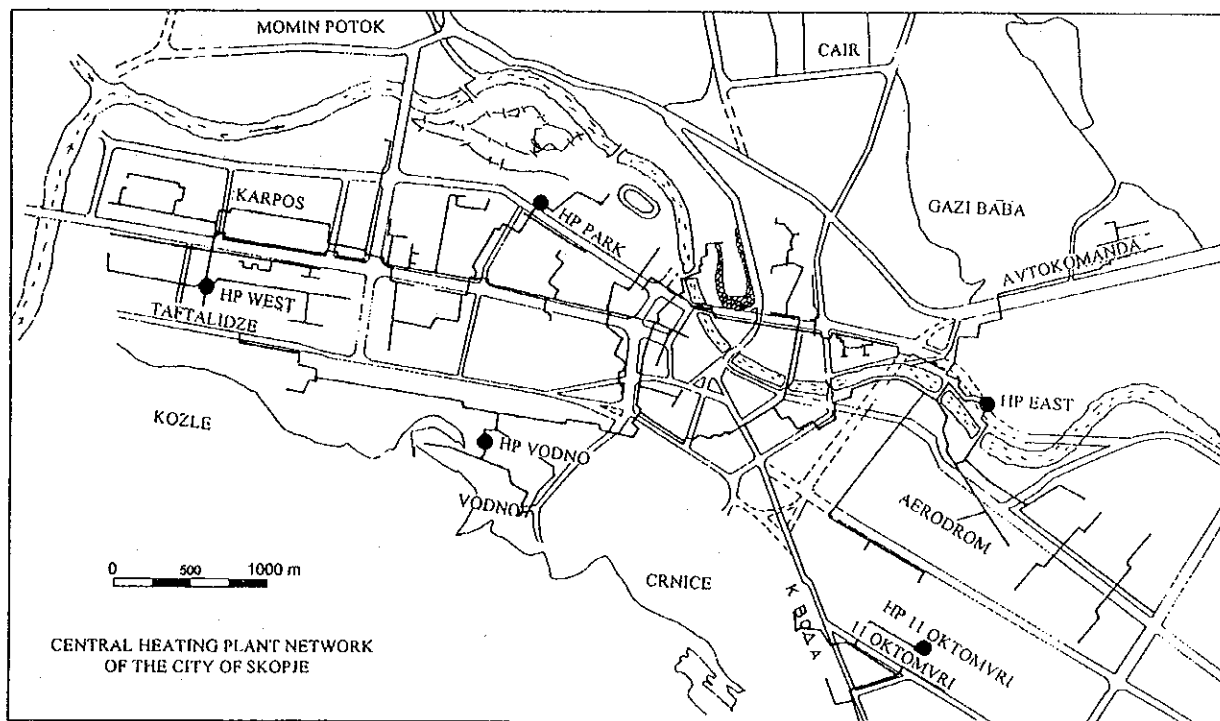 MOMIN POTOK
CAIR
KARPOS
HP PARK
GAZI BABA
AVTOKOMANDA
HP WEST
TAFTALIDZE
KOZLE
HP VODNO
VODNO
HP EAST
AERODROM
CRNICE
K BOДA
HP 11 OKTOMVRI
11 OKTOMVRI
0 500 1000 m
CENTRAL HEATING PLANT NETWORK
OF THE CITY OF SKOPJE